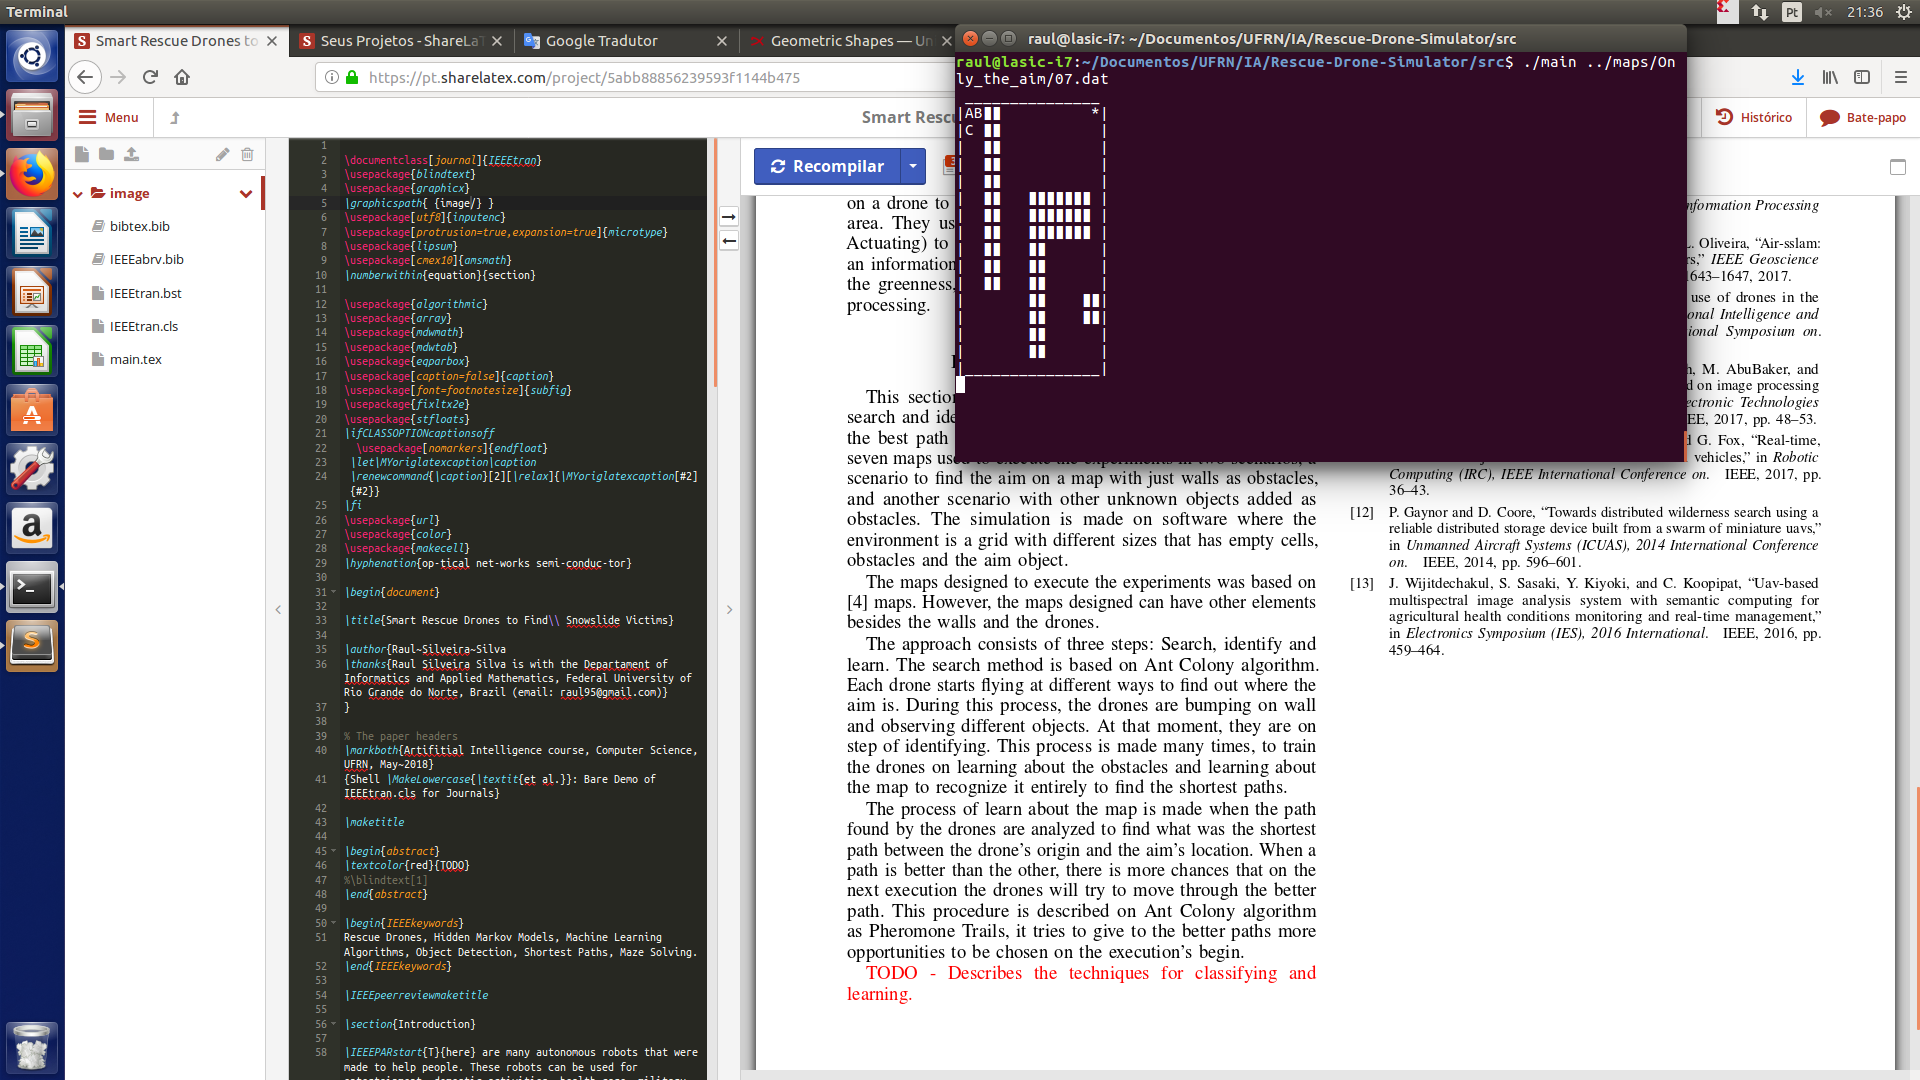 Terminal
Pt
21:36
Smart Rescue Drones to
Seus Projetos - ShareLaT
Google Tradutor
Geometric Shapes — Un
https://pt.sharelatex.com/project/5abb88856239593f1144b475
Menu
Smart Rescu
Histórico
Bate-papo
image
bibtex.bib
IEEEabrv.bib
IEEEtran.bst
IEEEtran.cls
main.tex
1
2 \documentclass[journal]{IEEEtran}
3 \usepackage{blindtext}
4 \usepackage{graphicx}
5 \graphicspath{ {image/} }
6 \usepackage[utf8]{inputenc}
7 \usepackage[protrusion=true,expansion=true]{microtype}
8 \usepackage{lipsum}
9 \usepackage[cmex10]{amsmath}
10 \numberwithin{equation}{section}
11
12 \usepackage{algorithmic}
13 \usepackage{array}
14 \usepackage{mdwmath}
15 \usepackage{mdwtab}
16 \usepackage{eqparbox}
17 \usepackage[caption=false]{caption}
18 \usepackage[font=footnotesize]{subfig}
19 \usepackage{fixltx2e}
20 \usepackage{stfloats}
21 \ifCLASSOPTIONcaptionsoff
22 \usepackage[nomarkers]{endfloat}
23 \let\MYoriglatexcaption\caption
24 \renewcommand{\caption}[2][\relax]{\MYoriglatexcaption[#2]
{#2}}
25 \fi
26 \usepackage{url}
27 \usepackage{color}
28 \usepackage{makecell}
29 \hyphenation{op-tical net-works semi-conduc-tor}
30
31 \begin{document}
32
33 \title{Smart Rescue Drones to Find\\ Snowslide Victims}
34
35 \author{Raul~Silveira~Silva
36 \thanks{Raul Silveira Silva is with the Departament of
Informatics and Applied Mathematics, Federal University of
Rio Grande do Norte, Brazil (email: raul95@gmail.com)}
37 }
38
39 % The paper headers
40 \markboth{Artifitial Intelligence course, Computer Science,
UFRN, May~2018}
41 {Shell \MakeLowercase{\textit{et al.}}: Bare Demo of
IEEEtran.cls for Journals}
42
43 \maketitle
44
45 \begin{abstract}
46 \textcolor{red}{TODO}
47 %\blindtext[1]
48 \end{abstract}
49
50 \begin{IEEEkeywords}
51 Rescue Drones, Hidden Markov Models, Machine Learning
Algorithms, Object Detection, Shortest Paths, Maze Solving.
52 \end{IEEEkeywords}
53
54 \IEEEpeerreviewmaketitle
55
56 \section{Introduction}
57
58 \IEEEPARstart{T}{here} are many autonomous robots that were
made to help people. These robots can be used for
Recompilar
on a drone to
area. They us
Actuating) to
an information
the greenness,
processing.
This section
search and ide
the best path
seven maps used to execute the experiments in two scenarios, a
scenario to find the aim on a map with just walls as obstacles,
and another scenario with other unknown objects added as
obstacles. The simulation is made on software where the
environment is a grid with different sizes that has empty cells,
obstacles and the aim object.
The maps designed to execute the experiments was based on
[4] maps. However, the maps designed can have other elements
besides the walls and the drones.
The approach consists of three steps: Search, identify and
learn. The search method is based on Ant Colony algorithm.
Each drone starts flying at different ways to find out where the
aim is. During this process, the drones are bumping on wall
and observing different objects. At that moment, they are on
step of identifying. This process is made many times, to train
the drones on learning about the obstacles and learning about
the map to recognize it entirely to find the shortest paths.
The process of learn about the map is made when the path
found by the drones are analyzed to find what was the shortest
path between the drone's origin and the aim's location. When a
path is better than the other, there is more chances that on the
next execution the drones will try to move through the better
path. This procedure is described on Ant Colony algorithm
as Pheromone Trails, it tries to give to the better paths more
opportunities to be chosen on the execution's begin.
TODO - Describes the techniques for classifying and
learning.
nformation Processing
L. Oliveira, “Air-sslam:
rs,” IEEE Geoscience
1643–1647, 2017.
use of drones in the
onal Intelligence and
sional Symposium on.
n, M. AbuBaker, and
d on image processing
ectronic Technologies
EE, 2017, pp. 48–53.
d G. Fox, “Real-time,
vehicles,” in Robotic
Computing (IRC), IEEE International Conference on. IEEE, 2017, pp.
36–43.
[12] P. Gaynor and D. Coore, “Towards distributed wilderness search using a
reliable distributed storage device built from a swarm of miniature uavs,”
in Unmanned Aircraft Systems (ICUAS), 2014 International Conference
on. IEEE, 2014, pp. 596–601.
[13] J. Wijitdechakul, S. Sasaki, Y. Kiyoki, and C. Koopipat, “Uav-based
multispectral image analysis system with semantic computing for
agricultural health conditions monitoring and real-time management,”
in Electronics Symposium (IES), 2016 International. IEEE, 2016, pp.
459–464.
raul@lasic-i7: ~/Documentos/UFRN/IA/Rescue-Drone-Simulator/src
raul@lasic-i7:~/Documentos/UFRN/IA/Rescue-Drone-Simulator/src$ ./main ../maps/On
ly_the_aim/07.dat
AB *
C